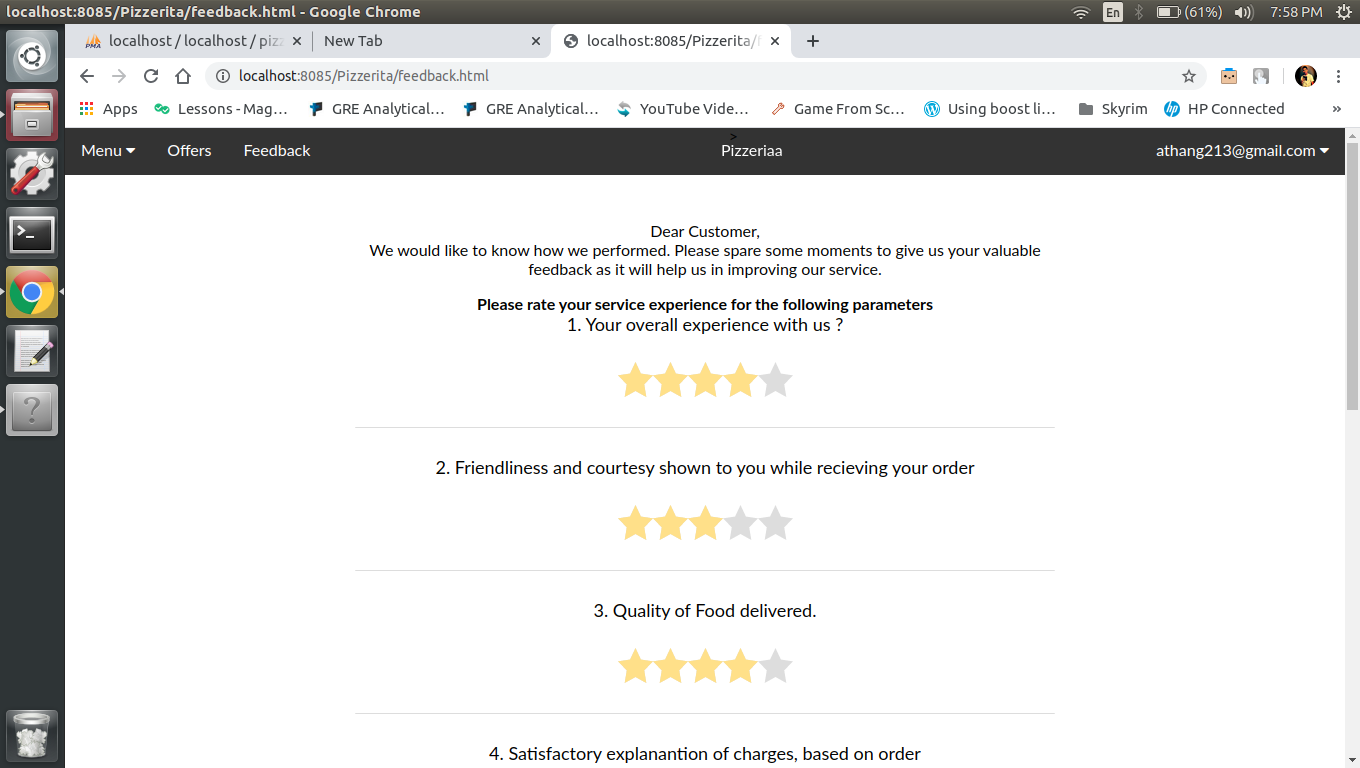 localhost:8085/Pizzerita/feedback.html - Google Chrome
En (61%) 7:58 PM
PMA localhost / localhost / piz
New Tab
localhost:8085/Pizzerita/f
localhost:8085/Pizzerita/feedback.html
Apps Lessons - Mag... GRE Analytical... GRE Analytical... YouTube Vide... Game From Sc... Using boost li... Skyrim HP Connected »
>
Menu Offers Feedback Pizzeriaa athang213@gmail.com
Dear Customer,
We would like to know how we performed. Please spare some moments to give us your valuable
feedback as it will help us in improving our service.
Please rate your service experience for the following parameters
1. Your overall experience with us ?
2. Friendliness and courtesy shown to you while recieving your order
3. Quality of Food delivered.
4. Satisfactory explanantion of charges, based on order